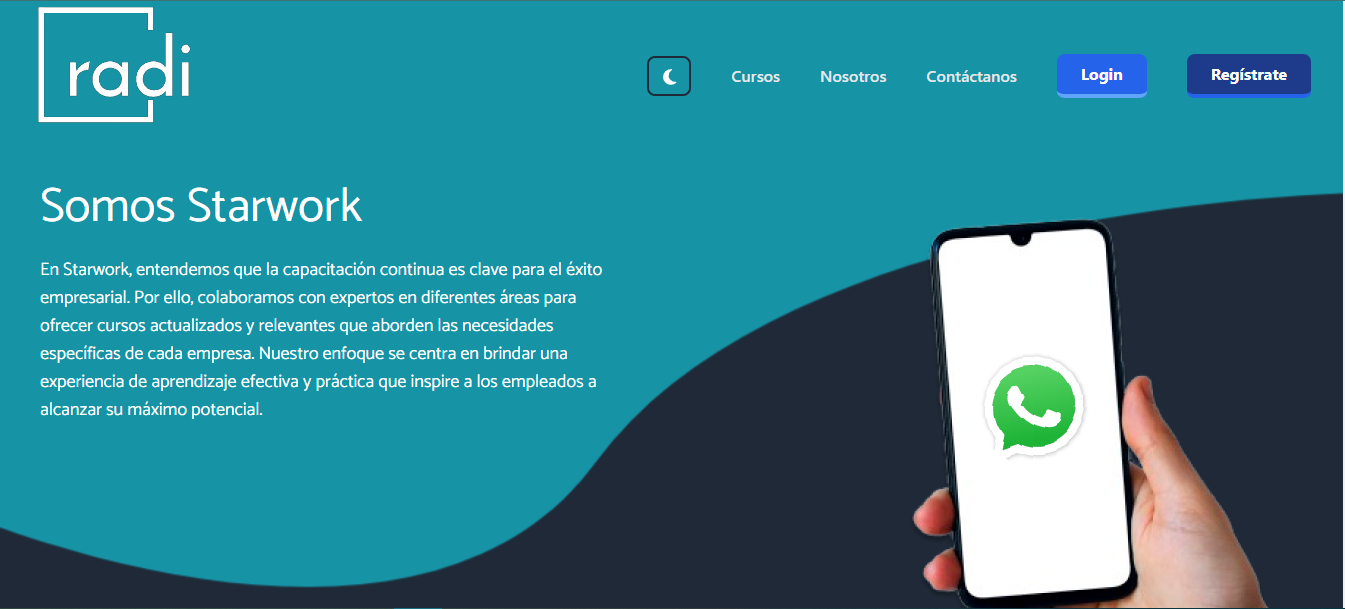 radi
Cursos
Nosotros
Contáctanos
Login
Regístrate
Somos Starwork
En Starwork, entendemos que la capacitación continua es clave para el éxito
empresarial. Por ello, colaboramos con expertos en diferentes áreas para
ofrecer cursos actualizados y relevantes que aborden las necesidades
específicas de cada empresa. Nuestro enfoque se centra en brindar una
experiencia de aprendizaje efectiva y práctica que inspire a los empleados a
alcanzar su máximo potencial.